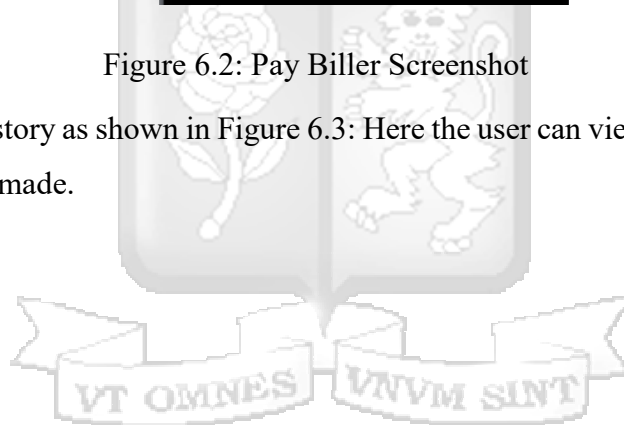 Figure 6.2: Pay Biller Screenshot
story as shown in Figure 6.3: Here the user can vie
made.
VT OMNES VNVM SINT